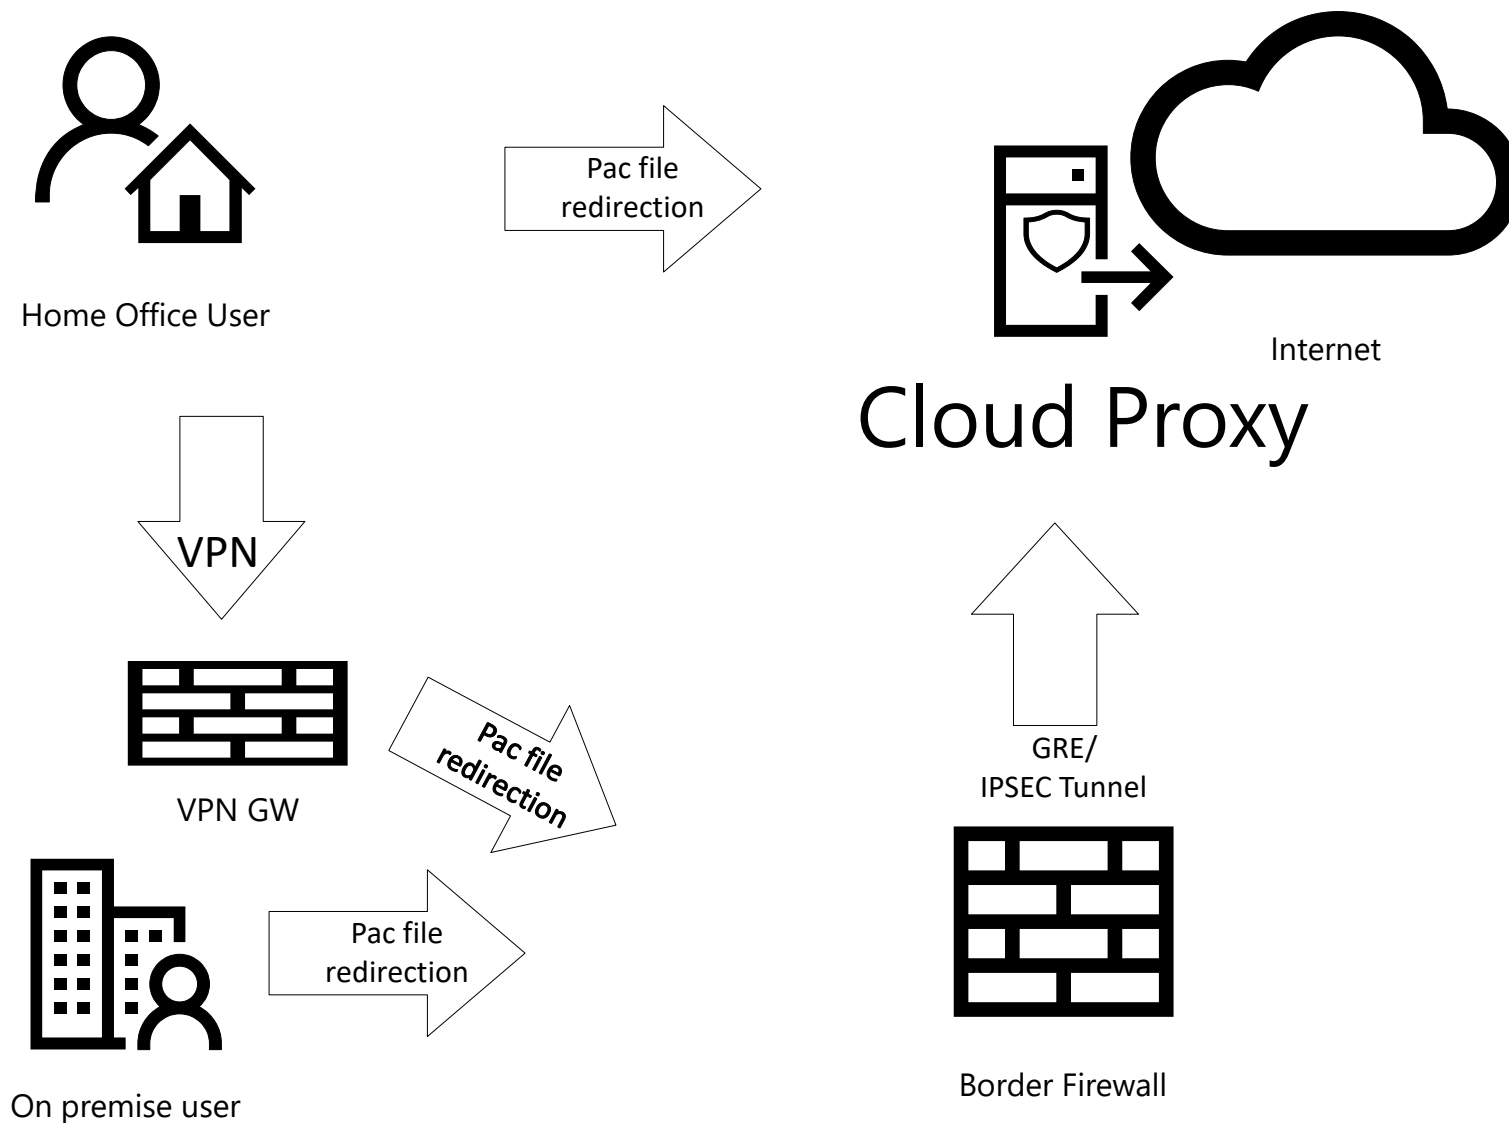 Pac file
redirection
Home Office User
Internet
Cloud Proxy
VPN
Pac file
redirection
GRE/
IPSEC Tunnel
VPN GW
Pac file
redirection
Border Firewall
On premise user